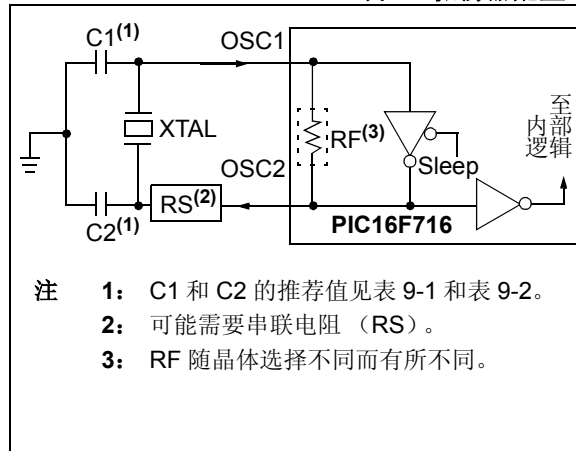 C1(1)
OSC1
XTAL
RF(3)
至
内部
逻辑
Sleep
OSC2
RS(2)
C2(1)
PIC16F716
注 1： C1 和 C2 的推荐值见表 9-1 和表 9-2。
2： 可能需要串联电阻 （RS）。
3： RF 随晶体选择不同而有所不同。